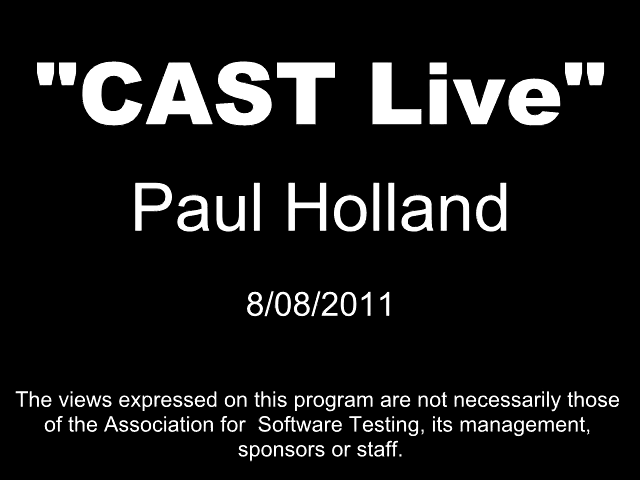 "CAST Live"
Paul Holland
8/08/2011
The views expressed on this program are not necessarily those
of the Association for  Software Testing, its management,
sponsors or staff.